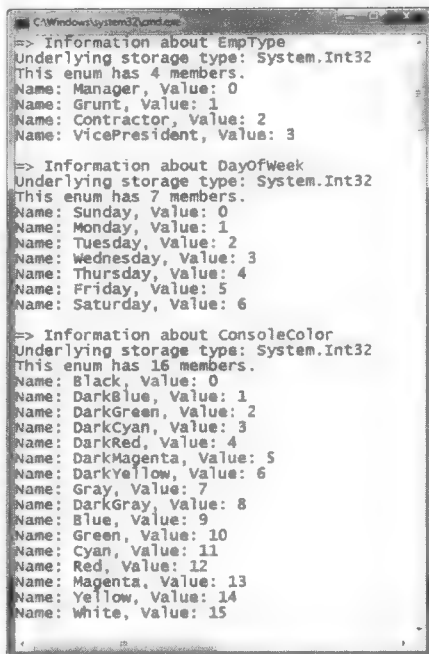 C:\Windows\system32\cmd.exe
=> Information about EmpType
Underlying storage type: System.Int32
This enum has 4 members.
Name: Manager, Value: 0
Name: Grunt, Value: 1
Name: Contractor, Value: 2
Name: VicePresident, Value: 3
=> Information about DayOfWeek
Underlying storage type: System.Int32
This enum has 7 members.
Name: Sunday, Value: 0
Name: Monday, Value: 1
Name: Tuesday, Value: 2
Name: Wednesday, Value: 3
Name: Thursday, Value: 4
Name: Friday, Value: 5
Name: Saturday, Value: 6
=> Information about ConsoleColor
Underlying storage type: System.Int32
This enum has 16 members.
Name: Black, Value: 0
Name: DarkBlue, Value: 1
Name: DarkGreen, Value: 2
Name: DarkCyan, Value: 3
Name: DarkRed, Value: 4
Name: DarkMagenta, Value: 5
Name: DarkYellow, Value: 6
Name: Gray, Value: 7
Name: DarkGray, Value: 8
Name: Blue, Value: 9
Name: Green, Value: 10
Name: Cyan, Value: 11
Name: Red, Value: 12
Name: Magenta, Value: 13
Name: Yellow, Value: 14
Name: White, Value: 15